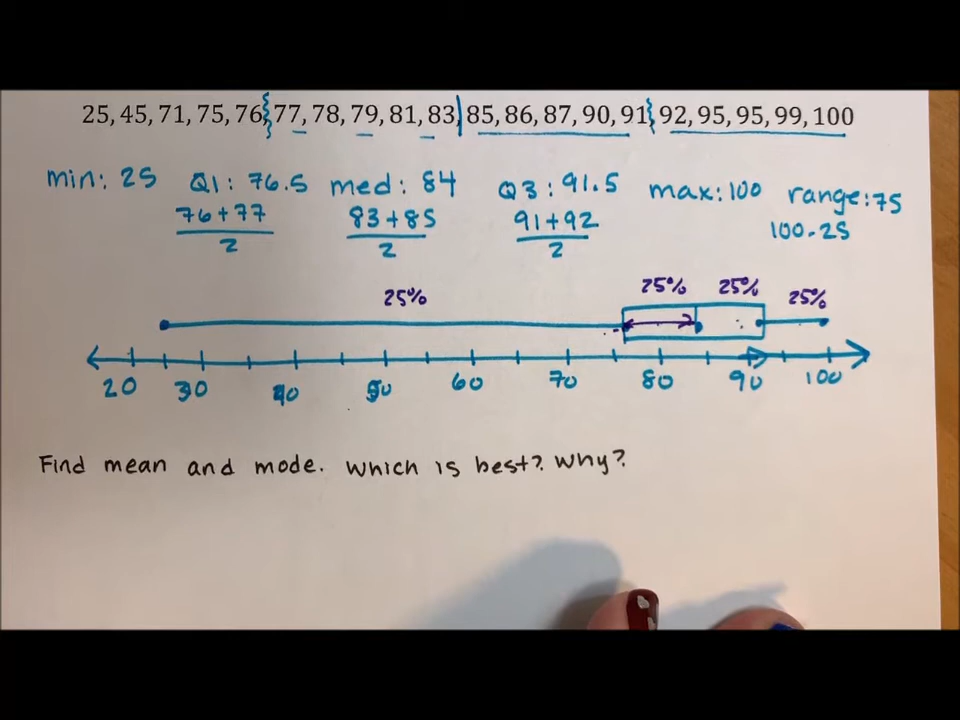 25, 45, 71, 75, 76, 77, 78, 79, 81, 83, 85, 86, 87, 90, 91, 92, 95, 95, 99, 100
min: 25 Q1: 76.5 med: 84 Q3: 91.5 max: 100 range: 75
76+77 83+85 91+92 100-25
2 2 2
25% 25% 25% 25%
20 30 40 50 60 70 80 90 100
Find mean and mode. Which is best? Why?